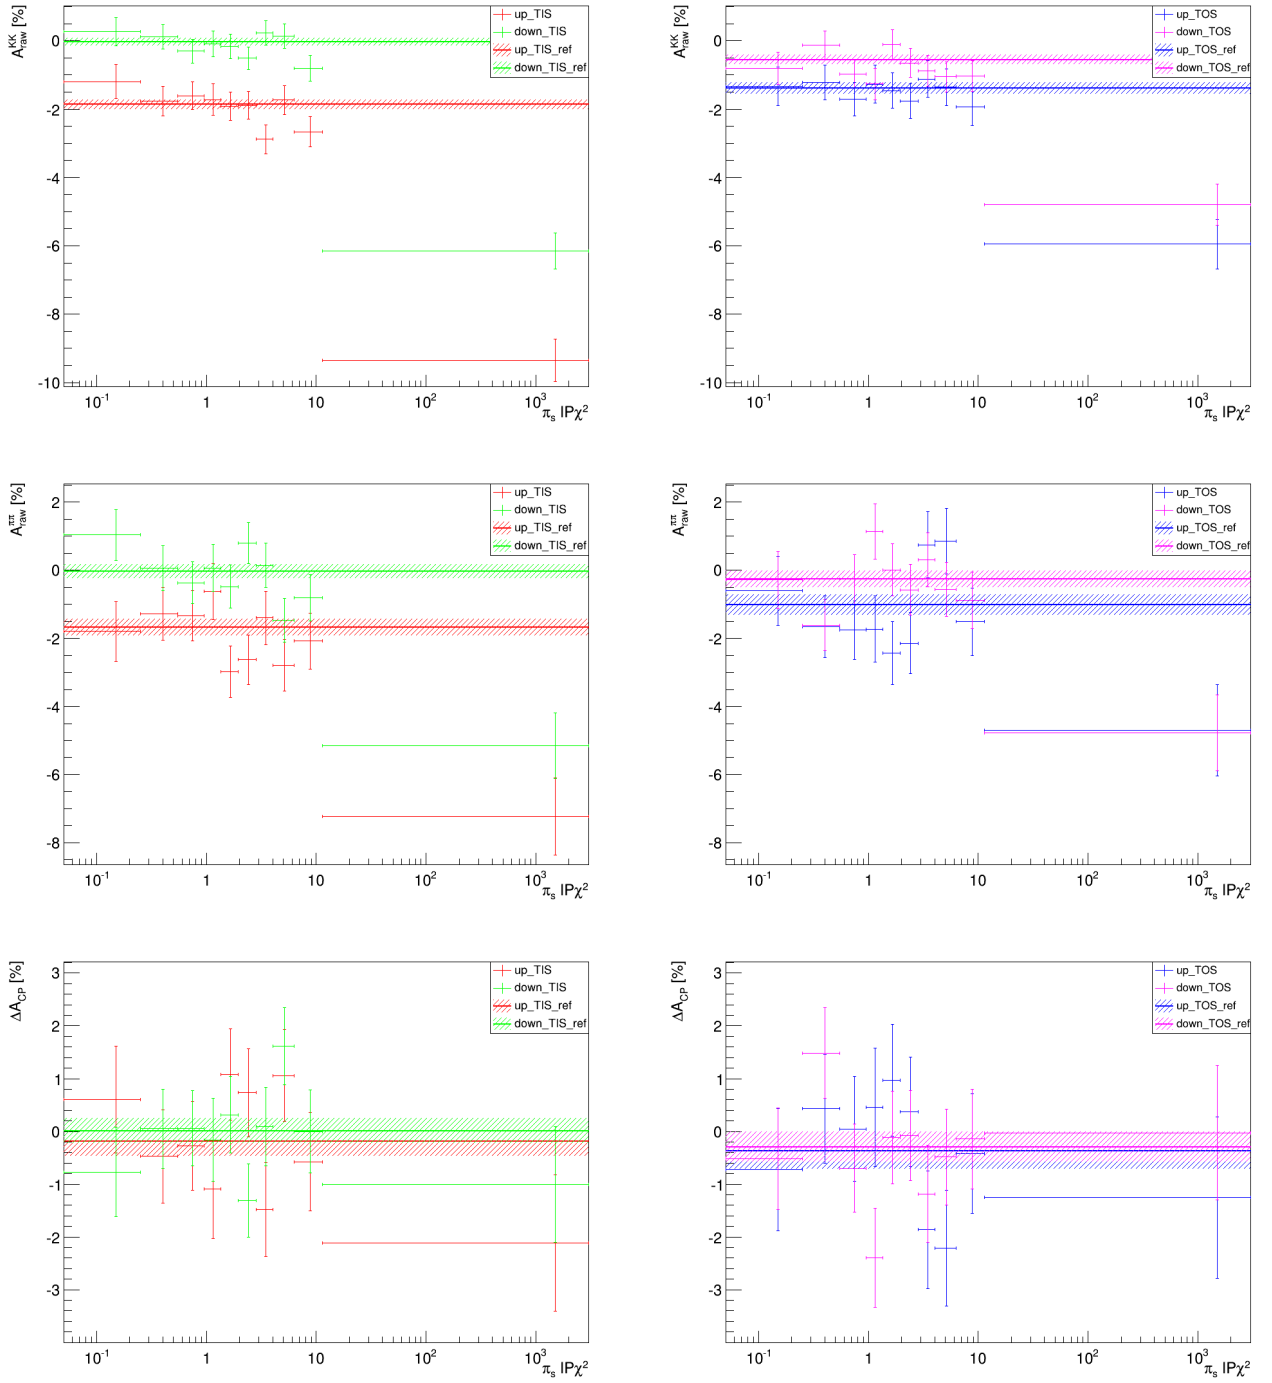 A_raw^KK [%]
up_TIS
down_TIS
up_TIS_ref
down_TIS_ref
0
-2
-4
-6
-8
-10
10^-1 1 10 10^2 10^3
π_s IPχ^2
A_raw^KK [%]
up_TOS
down_TOS
up_TOS_ref
down_TOS_ref
0
-2
-4
-6
-8
-10
10^-1 1 10 10^2 10^3
π_s IPχ^2
A_raw^ππ [%]
up_TIS
down_TIS
up_TIS_ref
down_TIS_ref
2
0
-2
-4
-6
-8
10^-1 1 10 10^2 10^3
π_s IPχ^2
A_raw^ππ [%]
up_TOS
down_TOS
up_TOS_ref
down_TOS_ref
2
0
-2
-4
-6
-8
10^-1 1 10 10^2 10^3
π_s IPχ^2
ΔA_CP [%]
up_TIS
down_TIS
up_TIS_ref
down_TIS_ref
3
2
1
0
-1
-2
-3
10^-1 1 10 10^2 10^3
π_s IPχ^2
ΔA_CP [%]
up_TOS
down_TOS
up_TOS_ref
down_TOS_ref
3
2
1
0
-1
-2
-3
10^-1 1 10 10^2 10^3
π_s IPχ^2